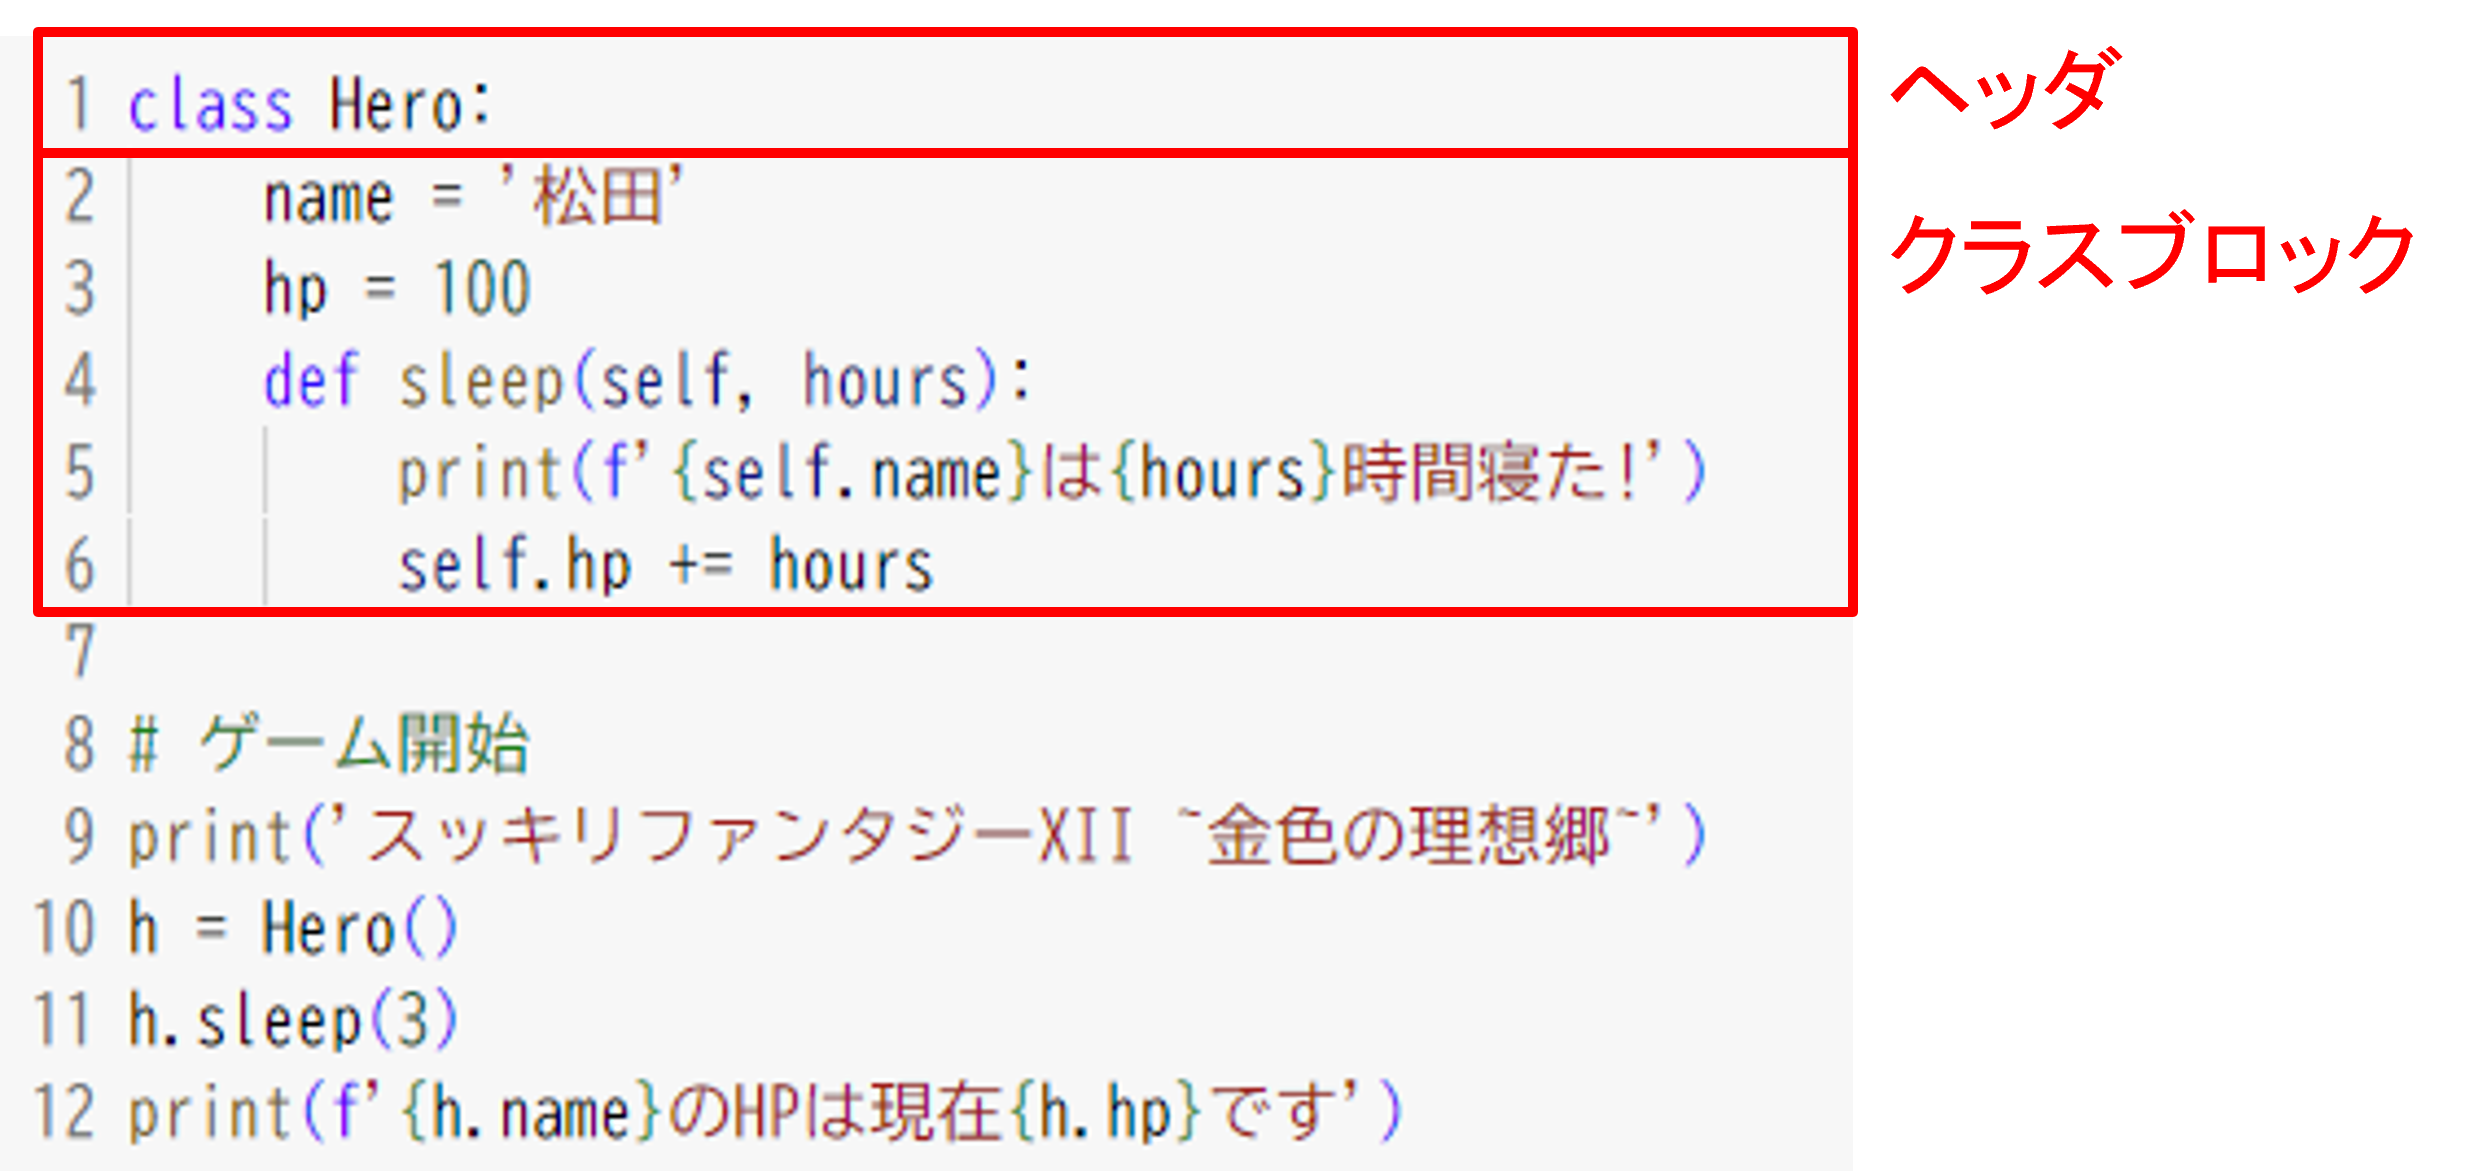 1 class Hero:
ヘッダ
2     name = '松田'
クラスブロック
3     hp = 100
4     def sleep(self, hours):
5         print(f'{self.name}は{hours}時間寝た!')
6         self.hp += hours
7
8 # ゲーム開始
9 print('スッキリファンタジーXII ~金色の理想郷~')
10 h = Hero()
11 h.sleep(3)
12 print(f'{h.name}のHPは現在{h.hp}です')